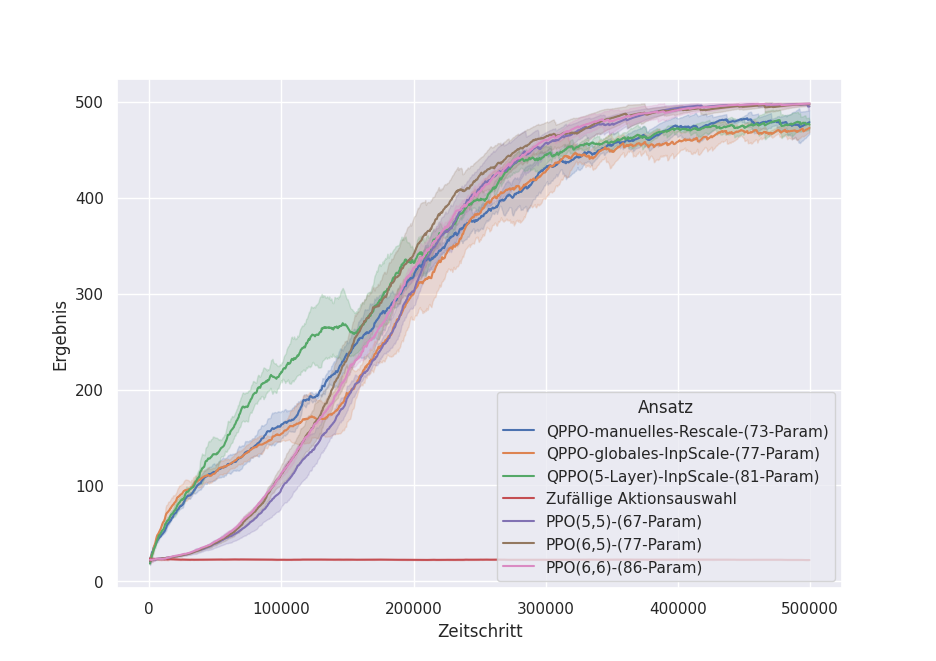 500
400
300
200
100
0
Ergebnis
Ansatz
QPPO-manuelles-Rescale-(73-Param)
QPPO-globales-InpScale-(77-Param)
QPPO(5-Layer)-InpScale-(81-Param)
Zufällige Aktionsauswahl
PPO(5,5)-(67-Param)
PPO(6,5)-(77-Param)
PPO(6,6)-(86-Param)
0 100000 200000 300000 400000 500000
Zeitschritt